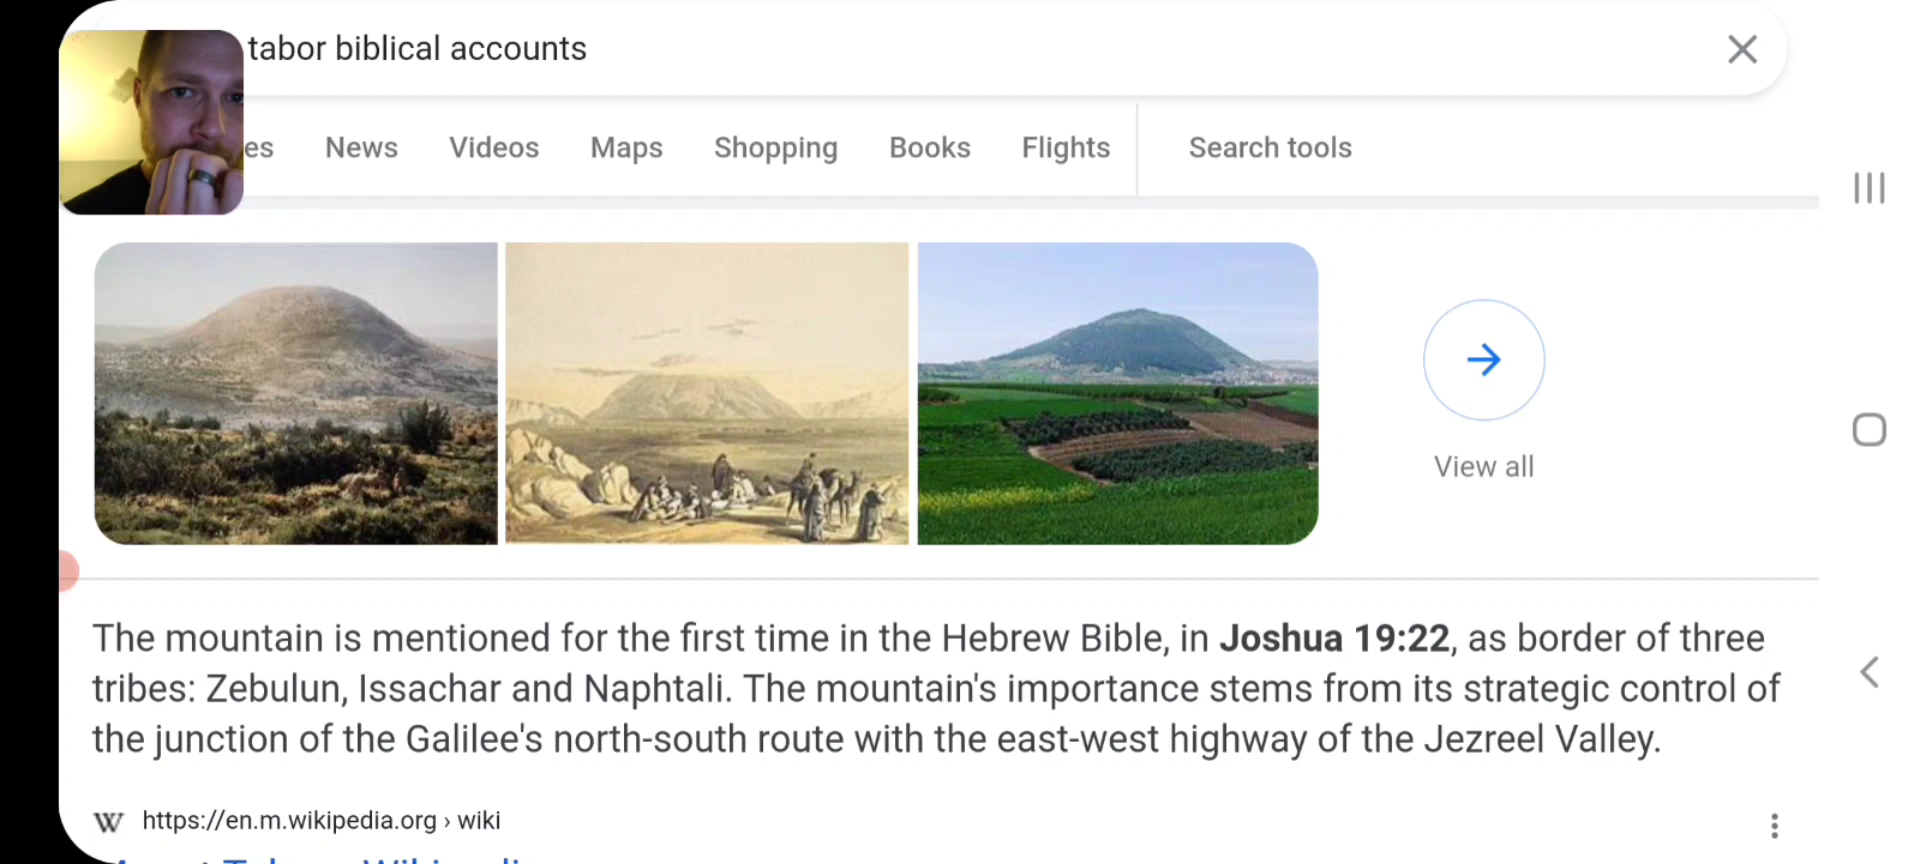 tabor biblical accounts
es News Videos Maps Shopping Books Flights Search tools
View all
The mountain is mentioned for the first time in the Hebrew Bible, in Joshua 19:22, as border of three
tribes: Zebulun, Issachar and Naphtali. The mountain's importance stems from its strategic control of
the junction of the Galilee's north-south route with the east-west highway of the Jezreel Valley.
W https://en.m.wikipedia.org › wiki